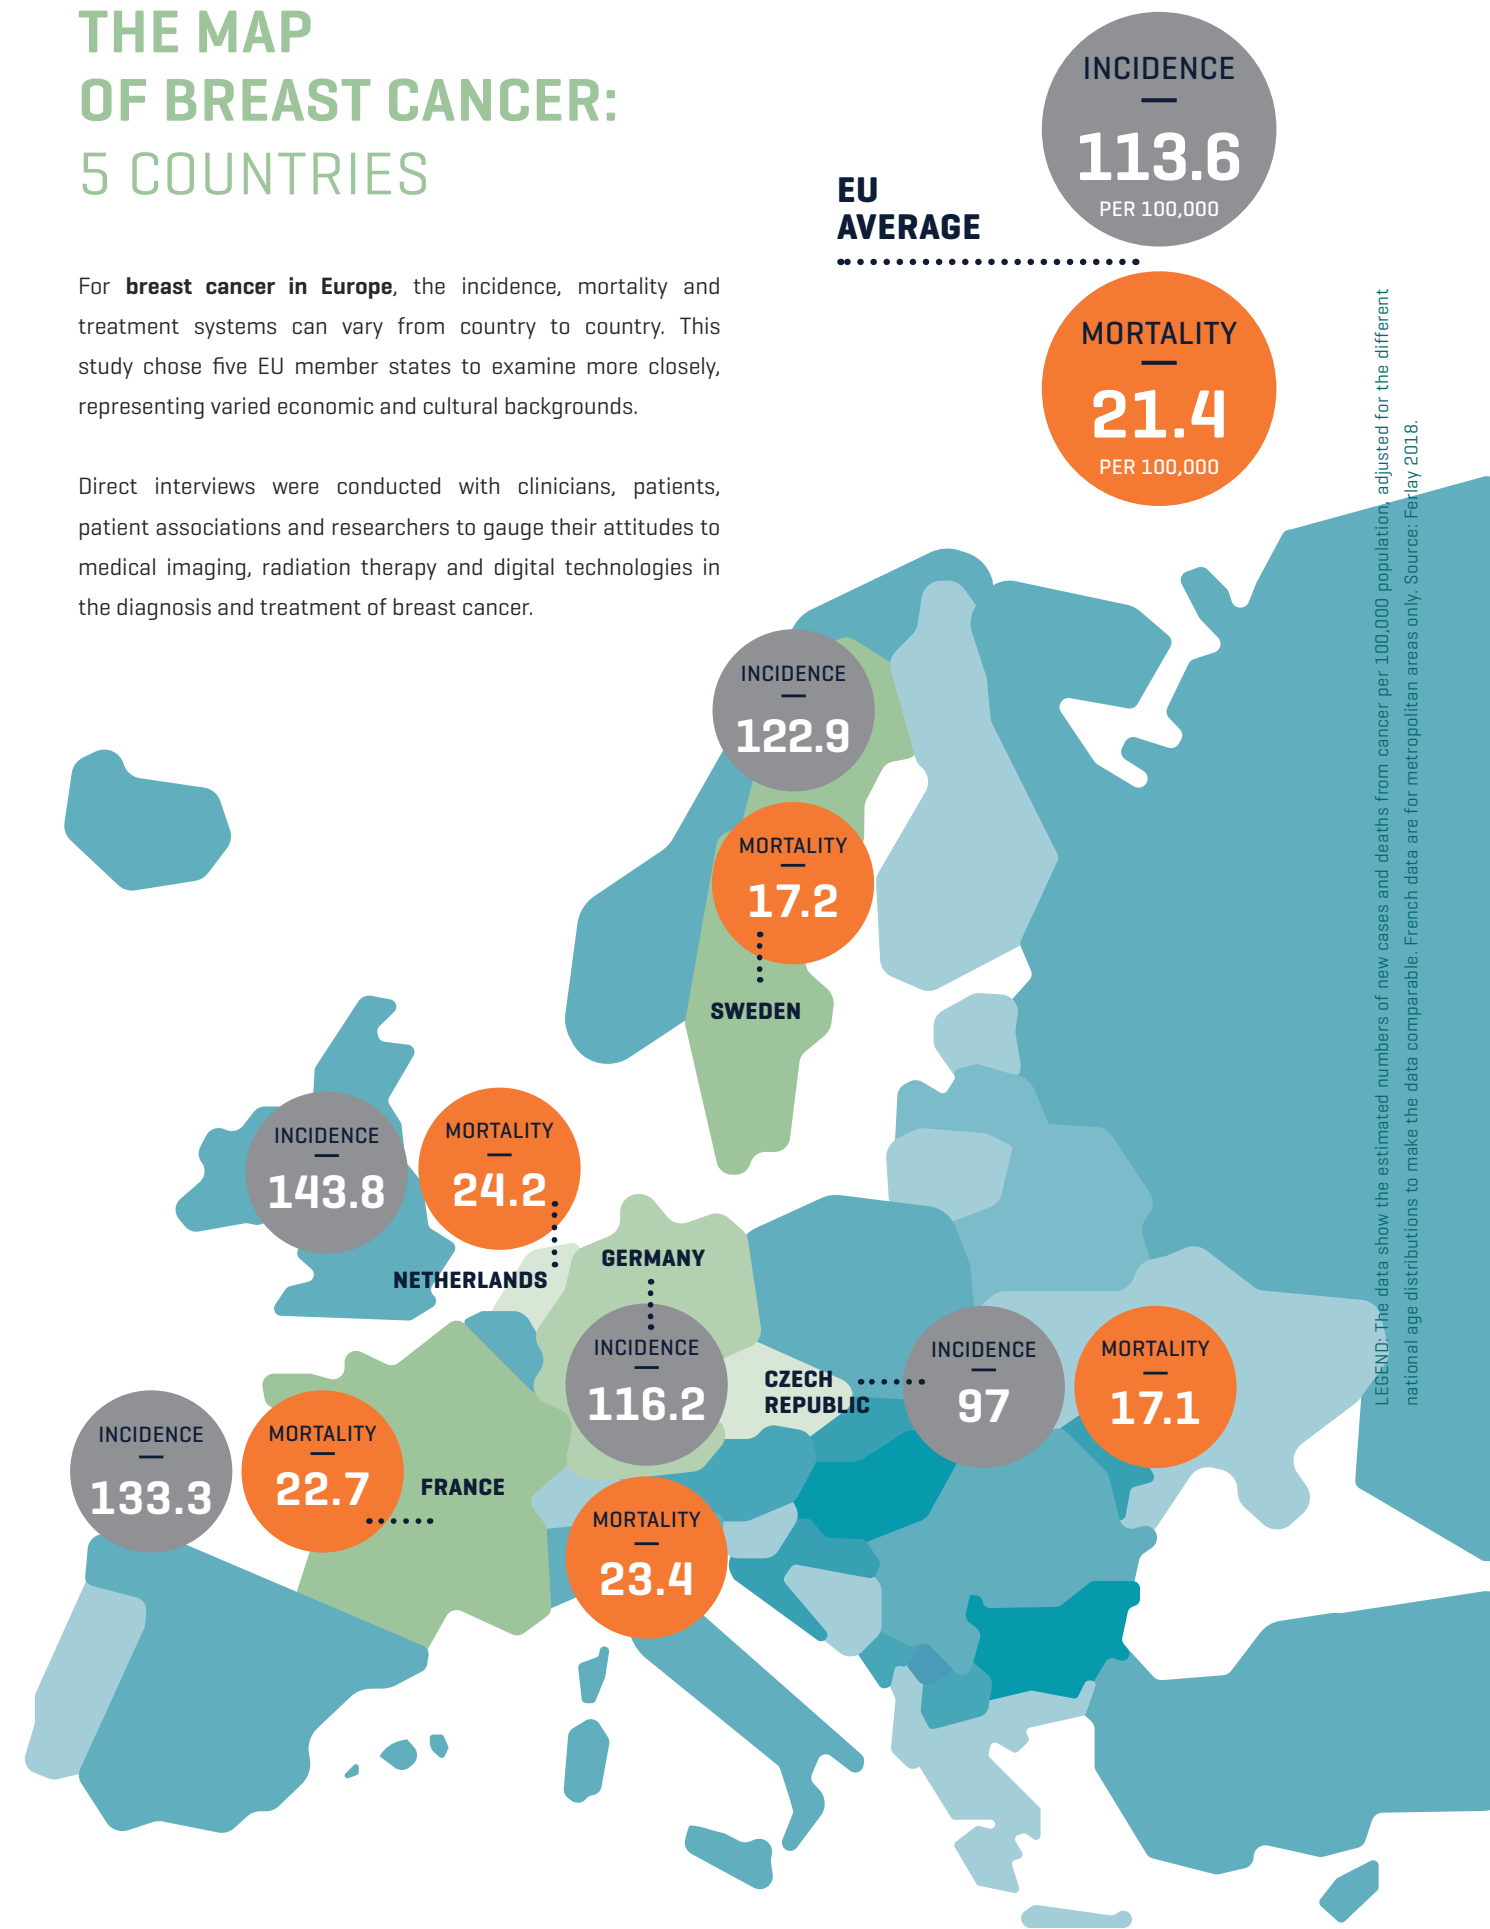 THE MAP
OF BREAST CANCER:
5 COUNTRIES
For breast cancer in Europe, the incidence, mortality and
treatment systems can vary from country to country. This
study chose five EU member states to examine more closely,
representing varied economic and cultural backgrounds.
Direct interviews were conducted with clinicians, patients,
patient associations and researchers to gauge their attitudes to
medical imaging, radiation therapy and digital technologies in
the diagnosis and treatment of breast cancer.
EU
AVERAGE
INCIDENCE
113.6
PER 100,000
MORTALITY
21.4
PER 100,000
INCIDENCE
122.9
MORTALITY
17.2
SWEDEN
INCIDENCE
143.8
MORTALITY
24.2
NETHERLANDS
GERMANY
INCIDENCE
116.2
MORTALITY
23.4
CZECH
REPUBLIC
INCIDENCE
97
MORTALITY
17.1
INCIDENCE
133.3
MORTALITY
22.7
FRANCE
LEGEND: The data show the estimated numbers of new cases and deaths from cancer per 100,000 population, adjusted for the different
national age distributions to make the data comparable. French data are for metropolitan areas only. Source: Ferlay 2018.